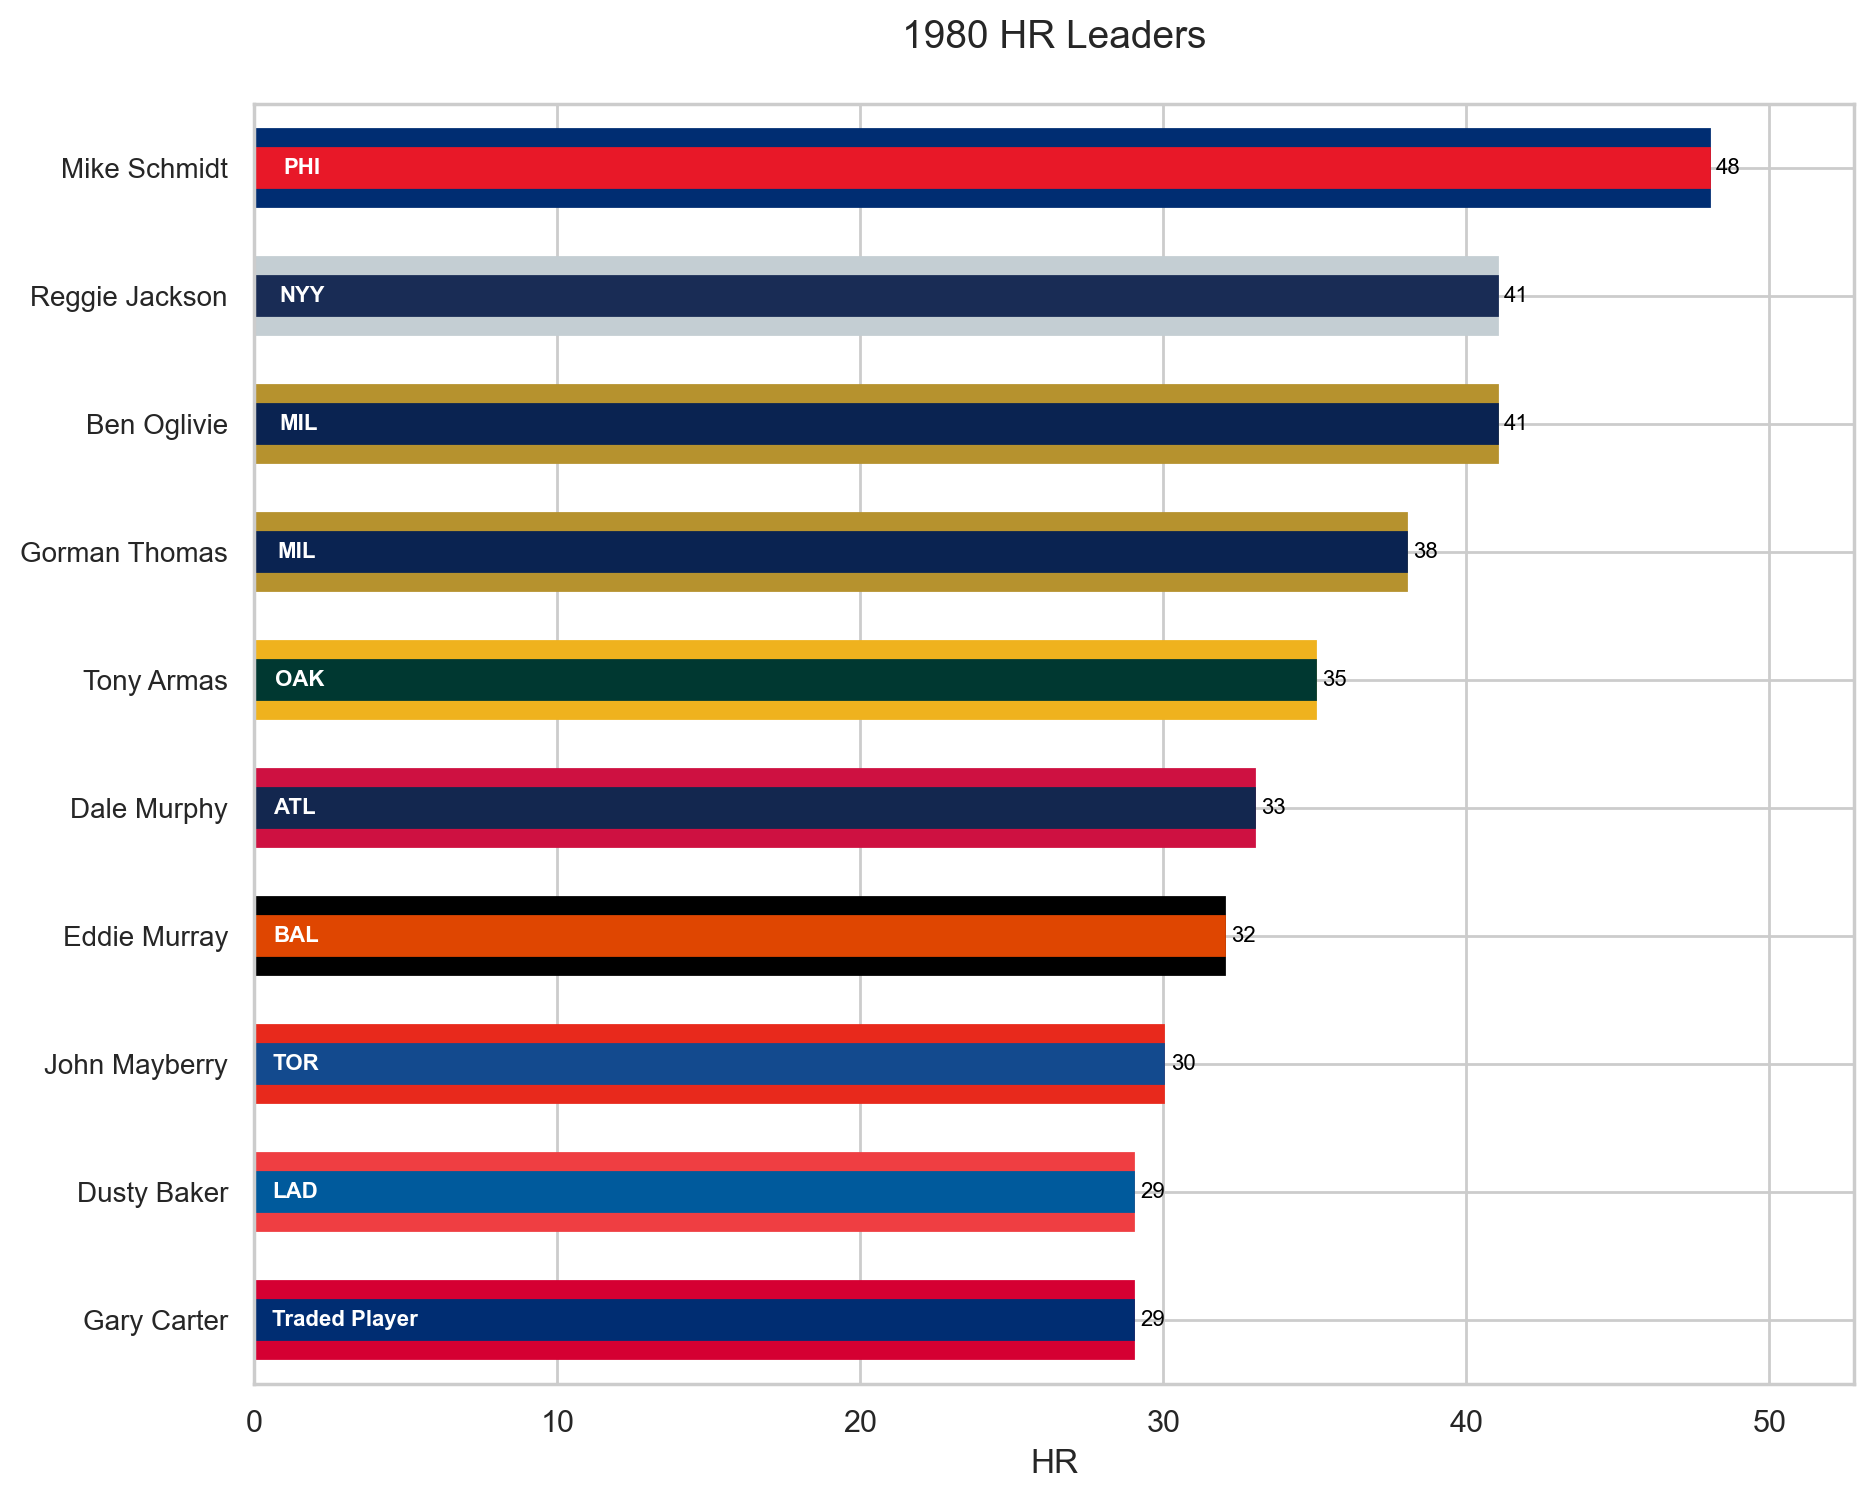 1980 HR Leaders
Mike Schmidt PHI 48
Reggie Jackson NYY 41
Ben Oglivie MIL 41
Gorman Thomas MIL 38
Tony Armas OAK 35
Dale Murphy ATL 33
Eddie Murray BAL 32
John Mayberry TOR 30
Dusty Baker LAD 29
Gary Carter Traded Player 29
0 10 20 30 40 50
HR